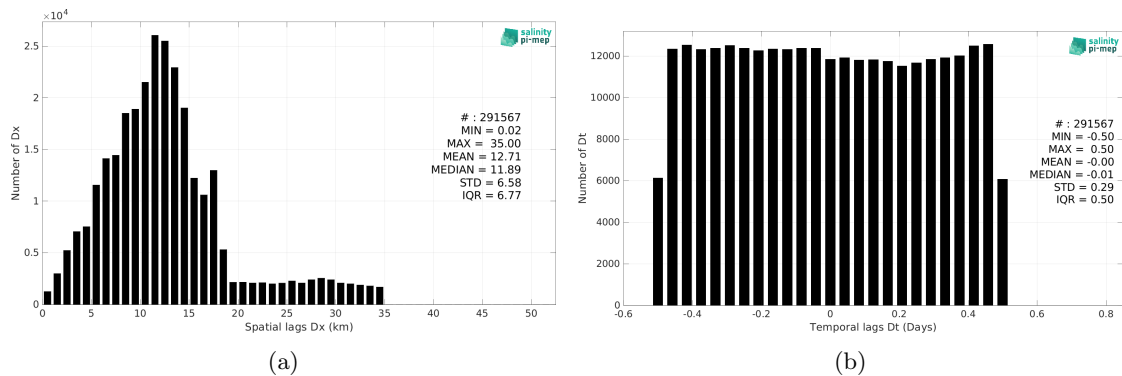 ×10⁴
salinity
pi-mep
2.5
2
1.5
1
0.5
0
Number of Dx
# : 291567
MIN = 0.02
MAX = 35.00
MEAN = 12.71
MEDIAN = 11.89
STD = 6.58
IQR = 6.77
0 5 10 15 20 25 30 35 40 45 50
Spatial lags Dx (km)
(a)
salinity
pi-mep
12000
10000
8000
6000
4000
2000
0
Number of Dt
# : 291567
MIN = -0.50
MAX = 0.50
MEAN = -0.00
MEDIAN = -0.01
STD = 0.29
IQR = 0.50
-0.6 -0.4 -0.2 0 0.2 0.4 0.6 0.8
Temporal lags Dt (Days)
(b)